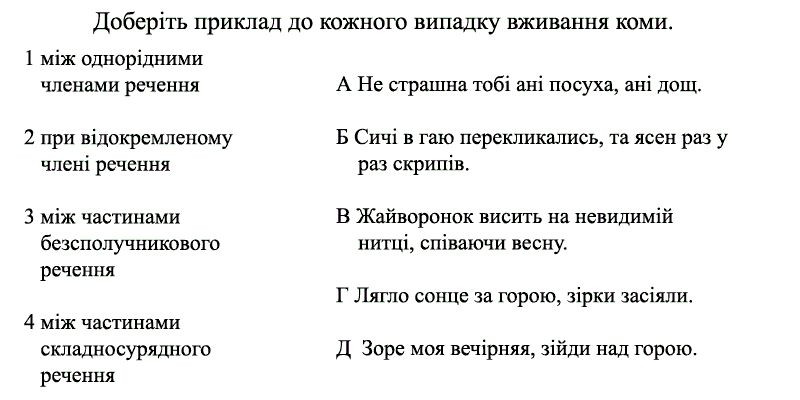 Доберіть приклад до кожного випадку вживання коми.
1 між однорідними
членами речення
2 при відокремленому
члені речення
3 між частинами
безсполучникового
речення
4 між частинами
складносурядного
речення
А Не страшна тобі ані посуха, ані дощ.
Б Сичі в гаю перекликались, та ясен раз у
раз скрипів.
В Жайворонок висить на невидимій
нитці, співаючи весну.
Г Лягло сонце за горою, зірки засіяли.
Д Зоре моя вечірняя, зійди над горою.